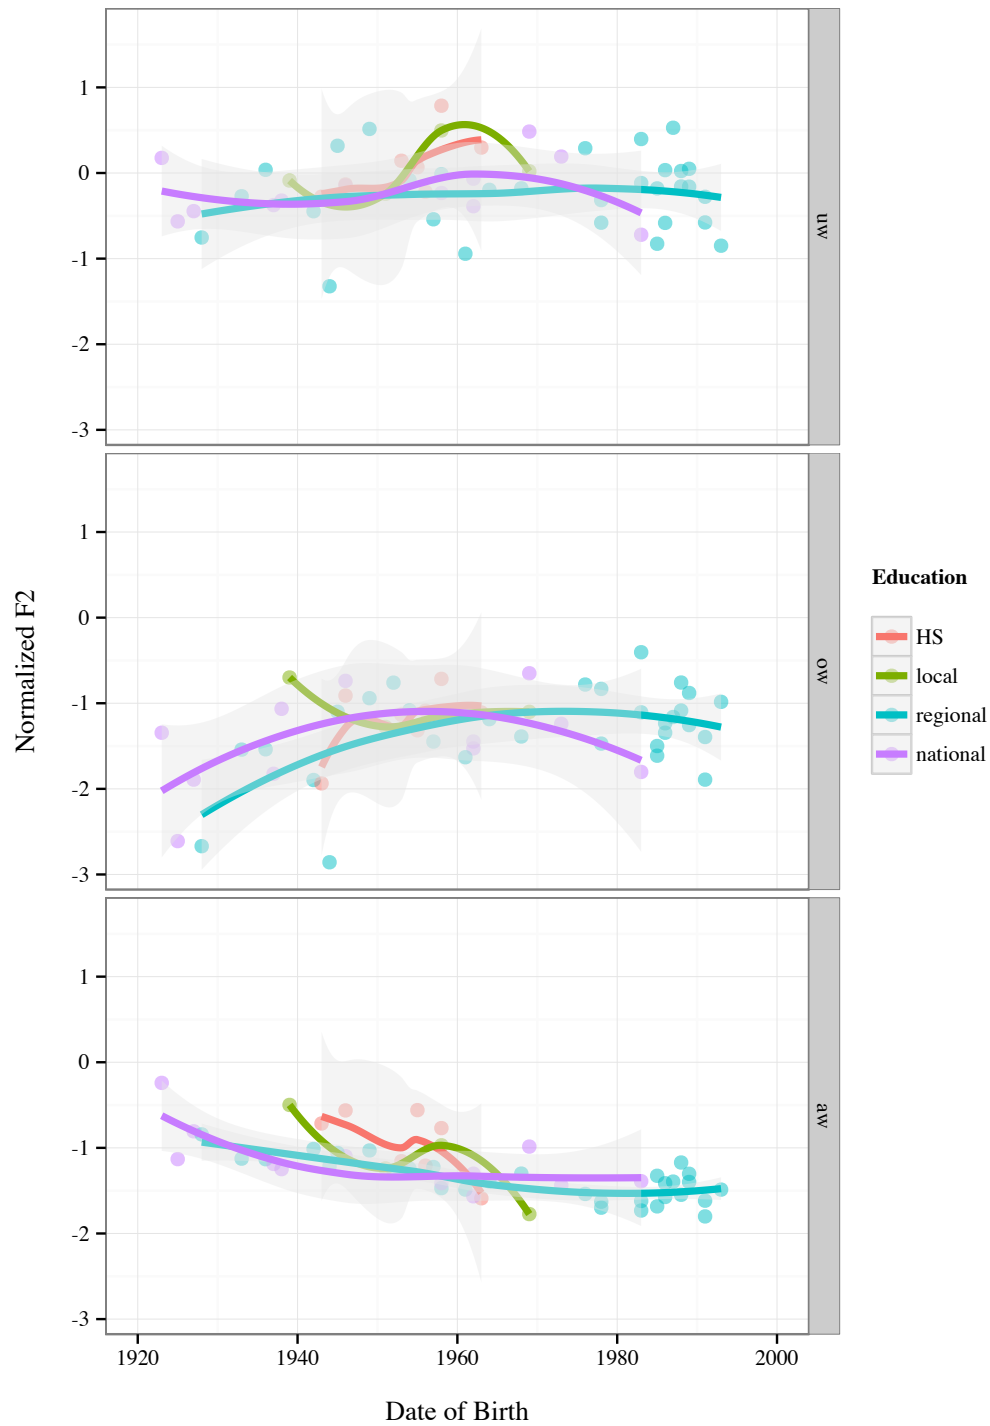 1
0
-1
-2
-3
uw
1
0
-1
-2
-3
ow
1
0
-1
-2
-3
aw
Normalized F2
1920 1940 1960 1980 2000
Date of Birth
Education
HS
local
regional
national